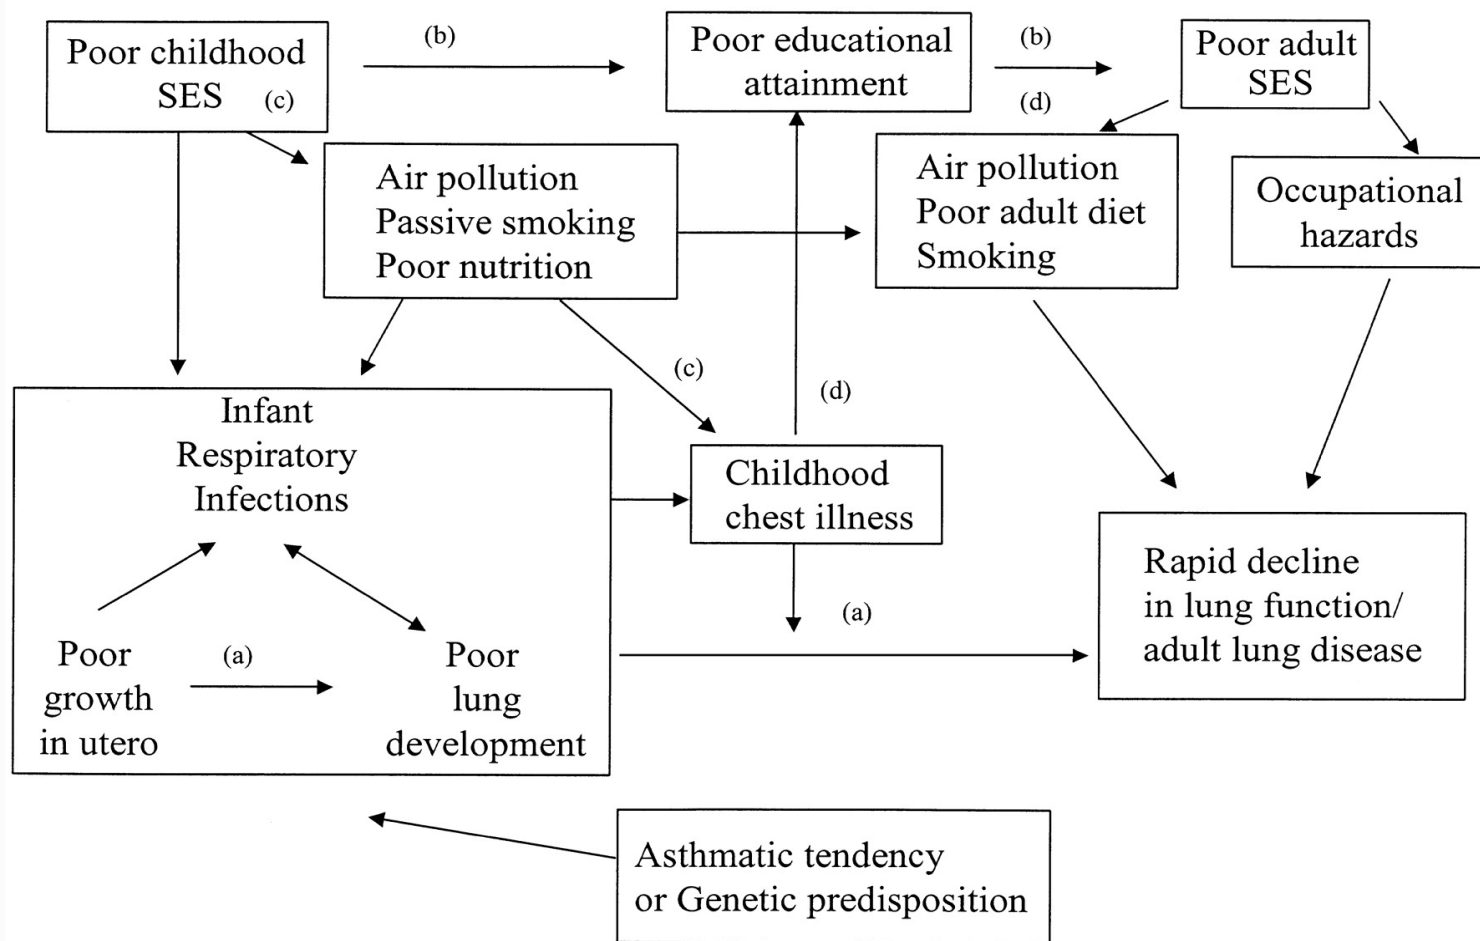 Poor childhood
SES
(c)
(b)
Poor educational
attainment
(b)
Poor adult
SES
(d)
Air pollution
Passive smoking
Poor nutrition
Air pollution
Poor adult diet
Smoking
Occupational
hazards
(c)
(d)
Infant
Respiratory
Infections
Childhood
chest illness
Poor
growth
in utero
(a)
Poor
lung
development
(a)
Rapid decline
in lung function/
adult lung disease
Asthmatic tendency
or Genetic predisposition